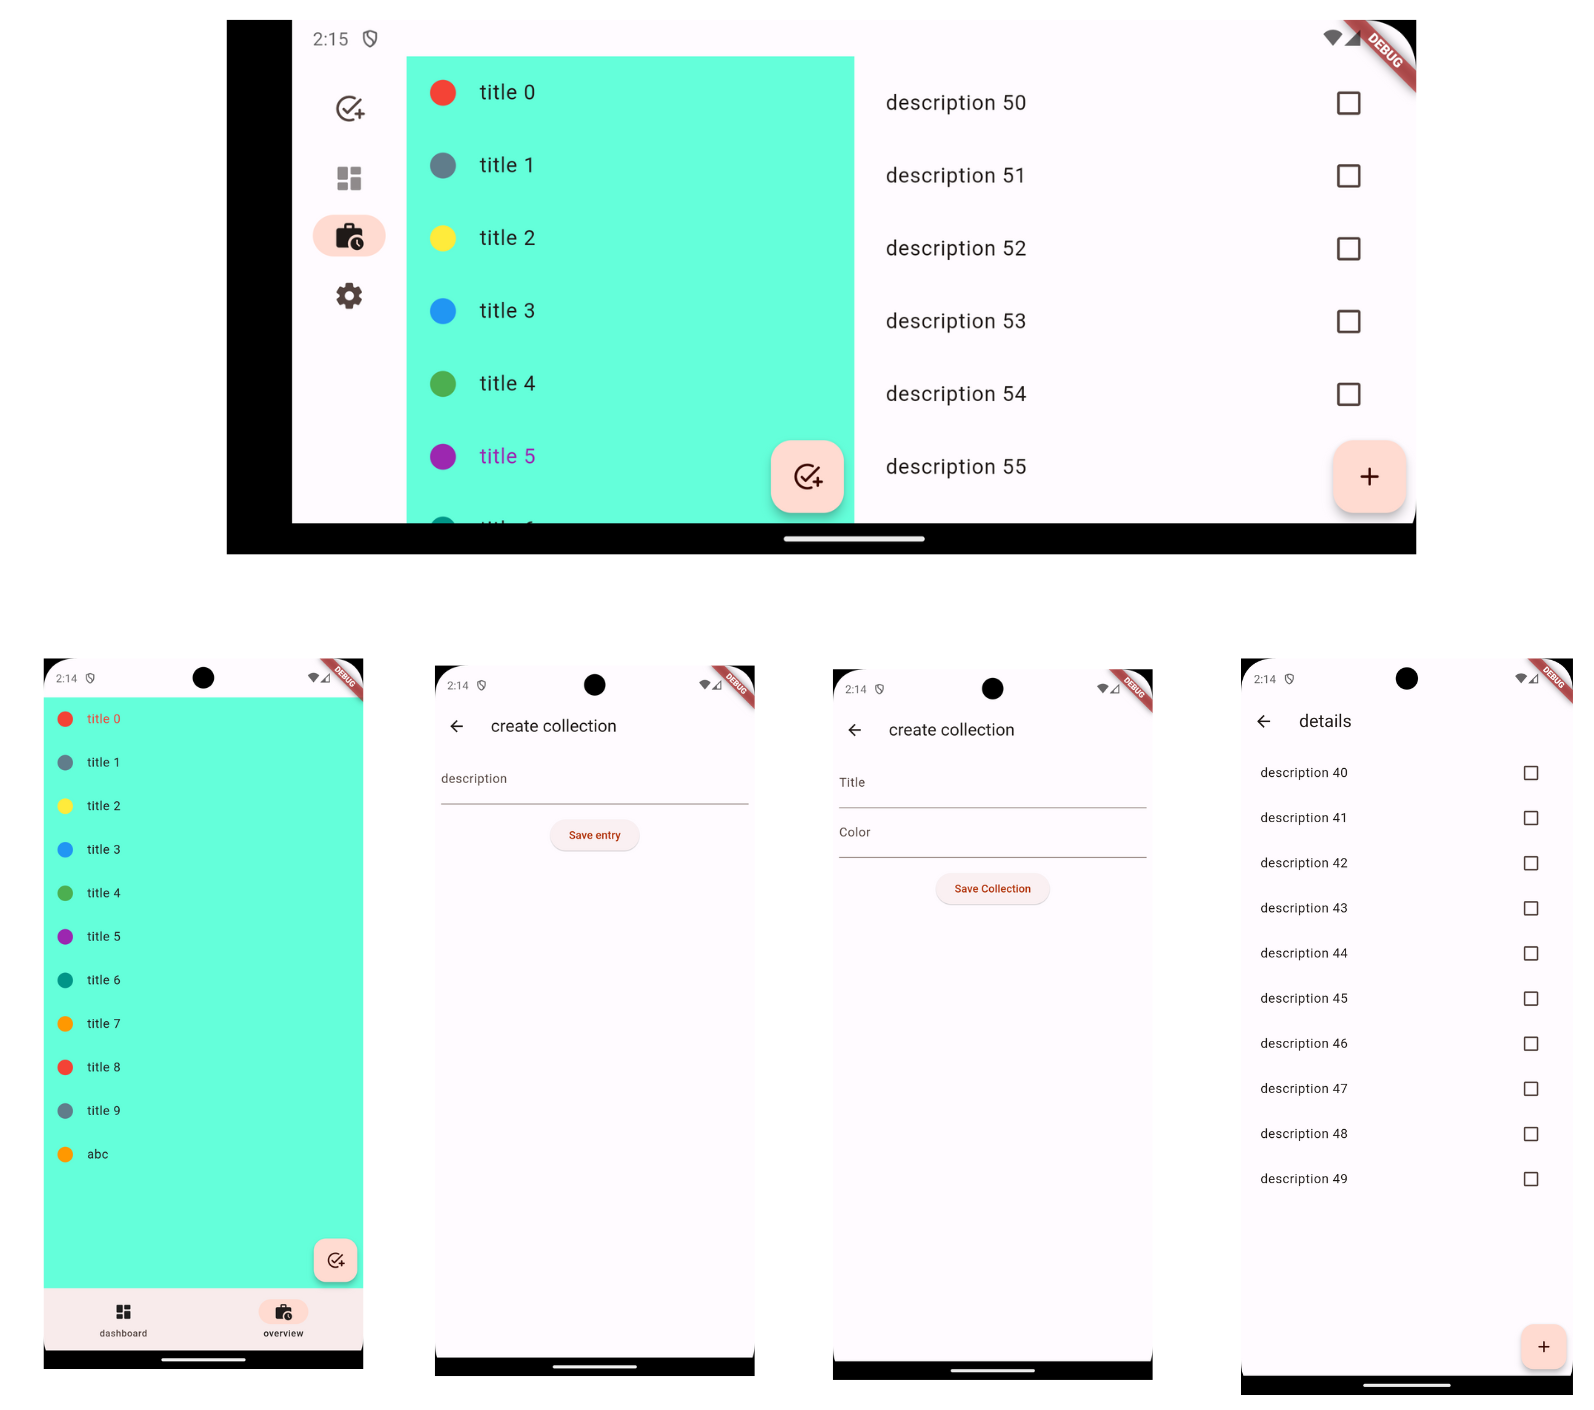 2:15
DEBUG
title 0
title 1
title 2
title 3
title 4
title 5
description 50
description 51
description 52
description 53
description 54
description 55
2:14
DEBUG
title 0
title 1
title 2
title 3
title 4
title 5
title 6
title 7
title 8
title 9
abc
dashboard
overview
2:14
DEBUG
create collection
description
Save entry
2:14
DEBUG
create collection
Title
Color
Save Collection
2:14
DEBUG
details
description 40
description 41
description 42
description 43
description 44
description 45
description 46
description 47
description 48
description 49